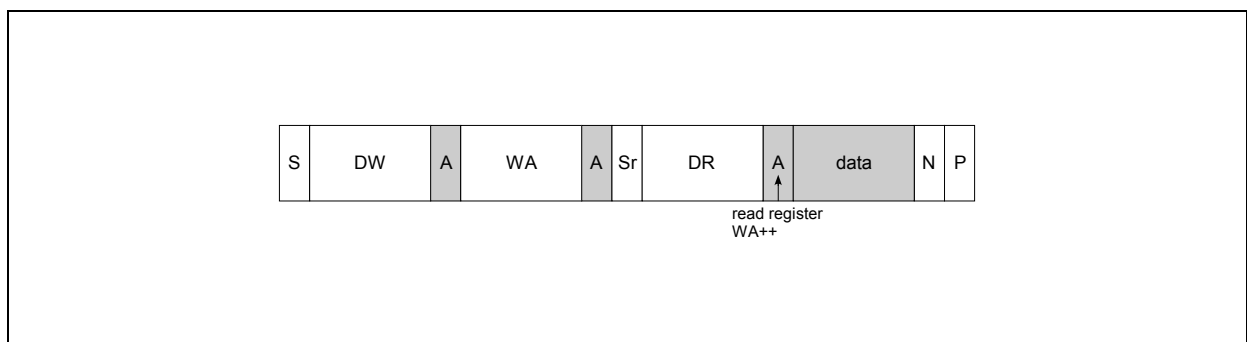 S DW A WA A Sr DR A data N P
read register
WA++